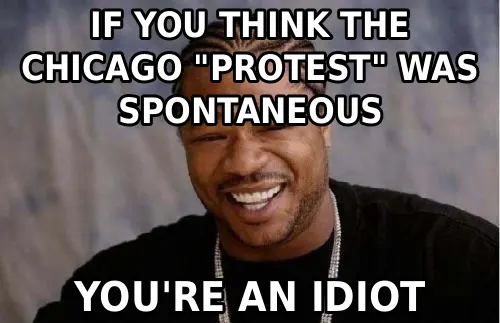 IF YOU THINK THE
CHICAGO "PROTEST" WAS
SPONTANEOUS
YOU'RE AN IDIOT